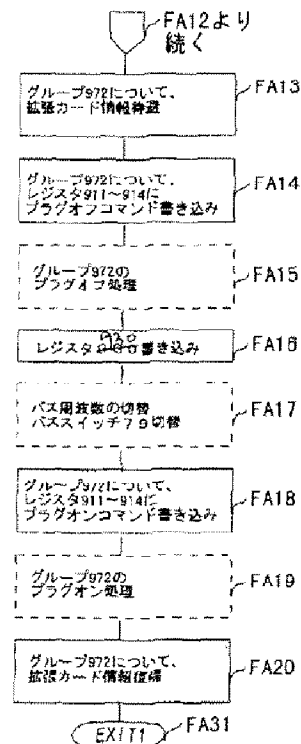 FA12より
続く
グループ972について、
拡張カード情報待避
FA13
グループ972について、
レジスタ911~914に
プラグオフコマンド書き込み
FA14
グループ972の
プラグオフ処理
FA15
レジスタ930書き込み
FA16
バス周波数の切替
バススイッチ79切替
FA17
グループ972について、
レジスタ911~914に
プラグオンコマンド書き込み
FA18
グループ972の
プラグオン処理
FA19
グループ972について、
拡張カード情報復帰
FA20
EXIT1
FA31